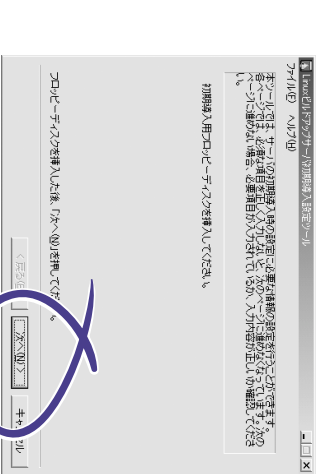 Linuxビルドアップサーバ初期導入設定ツール
ファイル(F) ヘルプ(H)
本ツールでは、サーバの初期導入時の設定に必要な情報の設定を行うことができます。
各ページでは、必須な項目を正しく入力しないと、次のページに進めなくなっています。次の
ページに進めない場合、必要項目が入力されているか、入力内容が正しいか確認してくださ
い。
初期導入用フロッピーディスクを挿入してください。
フロッピーディスクを挿入した後、「次へ(N)」を押してください。
次へ(N) >
キャンセル